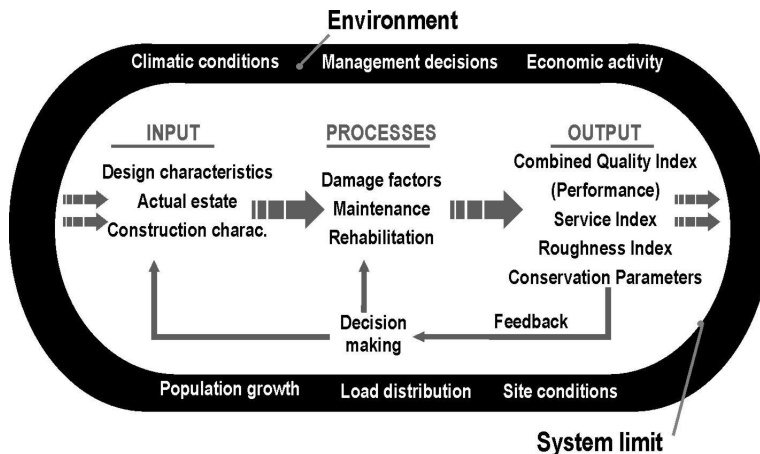 Environment
Climatic conditions Management decisions Economic activity
INPUT PROCESSES OUTPUT
Design characteristics
Actual estate
Construction charac.
Damage factors
Maintenance
Rehabilitation
Combined Quality Index
(Performance)
Service Index
Roughness Index
Conservation Parameters
Decision
making
Feedback
Population growth Load distribution Site conditions
System limit